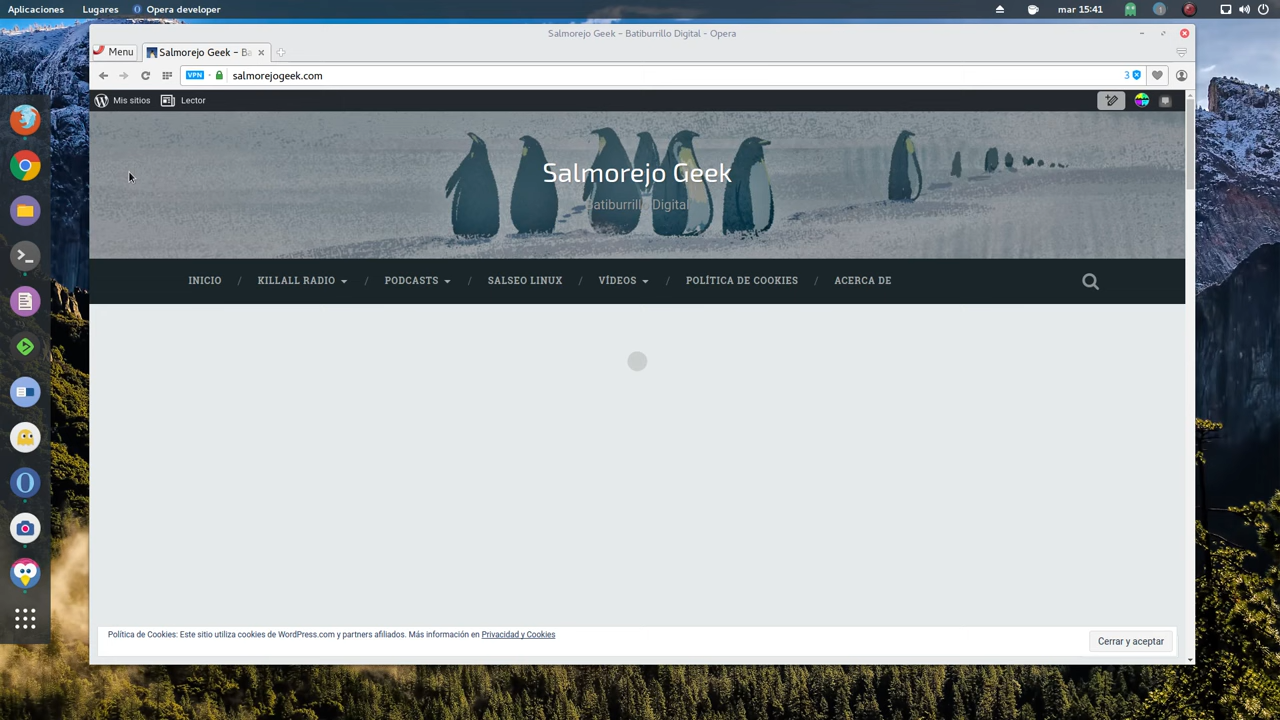 Aplicaciones Lugares Opera developer mar 15:41
Salmorejo Geek – Batiburrillo Digital - Opera
Menu Salmorejo Geek – Ba
VPN salmorejogeek.com 3
Mis sitios Lector
Salmorejo Geek
Batiburrillo Digital
INICIO / KILLALL RADIO / PODCASTS / SALSEO LINUX / VÍDEOS / POLÍTICA DE COOKIES / ACERCA DE
Política de Cookies: Este sitio utiliza cookies de WordPress.com y partners afiliados. Más información en Privacidad y Cookies
Cerrar y aceptar